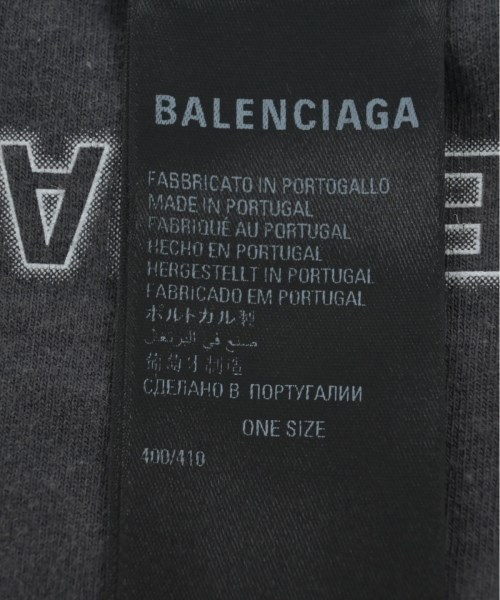 BALENCIAGA
FABBRICATO IN PORTOGALLO
MADE IN PORTUGAL
FABRIQUÉ AU PORTUGAL
HECHO EN PORTUGAL
HERGESTELLT IN PORTUGAL
FABRICADO EM PORTUGAL
ポルトガル製
صنع في البرتغال
葡萄牙制造
СДЕЛАНО В ПОРТУГАЛИИ
ONE SIZE
400/410